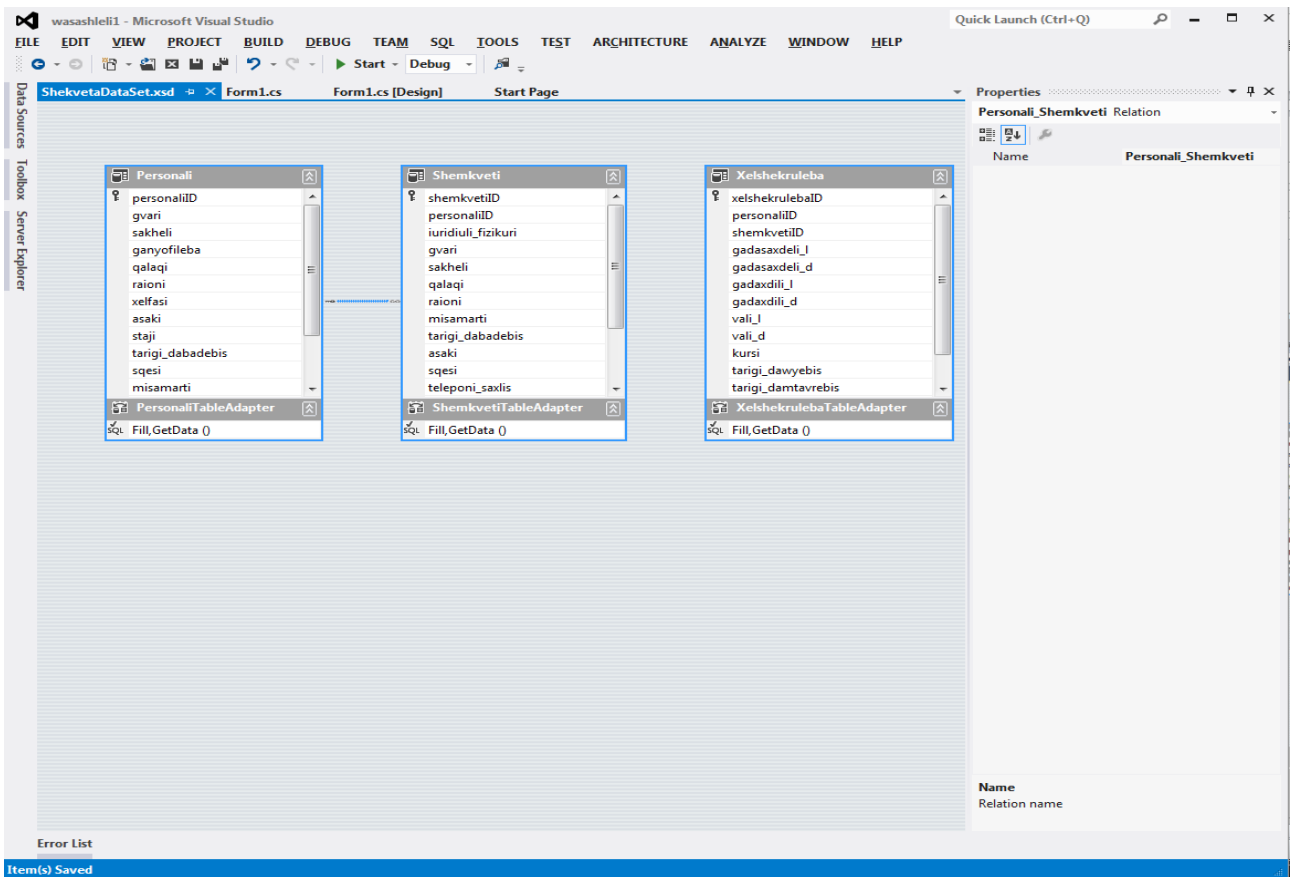 wasashleli1 - Microsoft Visual Studio
Quick Launch (Ctrl+Q)
FILE EDIT VIEW PROJECT BUILD DEBUG TEAM SQL TOOLS TEST ARCHITECTURE ANALYZE WINDOW HELP
Start Debug
Data Sources
Toolbox
Server Explorer
ShekvetaDataSet.xsd Form1.cs Form1.cs [Design] Start Page
Personali
personaliID
gvari
sakheli
ganyofileba
qalaqi
raioni
xelfasi
asaki
staji
tarigi_dabadebis
sqesi
misamarti
PersonaliTableAdapter
SQL Fill,GetData ()
Shemkveti
shemkvetiID
personaliID
iuridiuli_fizikuri
gvari
sakheli
qalaqi
raioni
misamarti
tarigi_dabadebis
asaki
sqesi
teleponi_saxlis
ShemkvetiTableAdapter
SQL Fill,GetData ()
Xelshekruleba
xelshekrulebaID
personaliID
shemkvetiID
gadasaxdeli_l
gadasaxdeli_d
gadaxdili_l
gadaxdili_d
vali_l
vali_d
kursi
tarigi_dawyebis
tarigi_damtavrebis
XelshekrulebaTableAdapter
SQL Fill,GetData ()
Properties
Personali_Shemkveti Relation
Name Personali_Shemkveti
Name
Relation name
Error List
Item(s) Saved